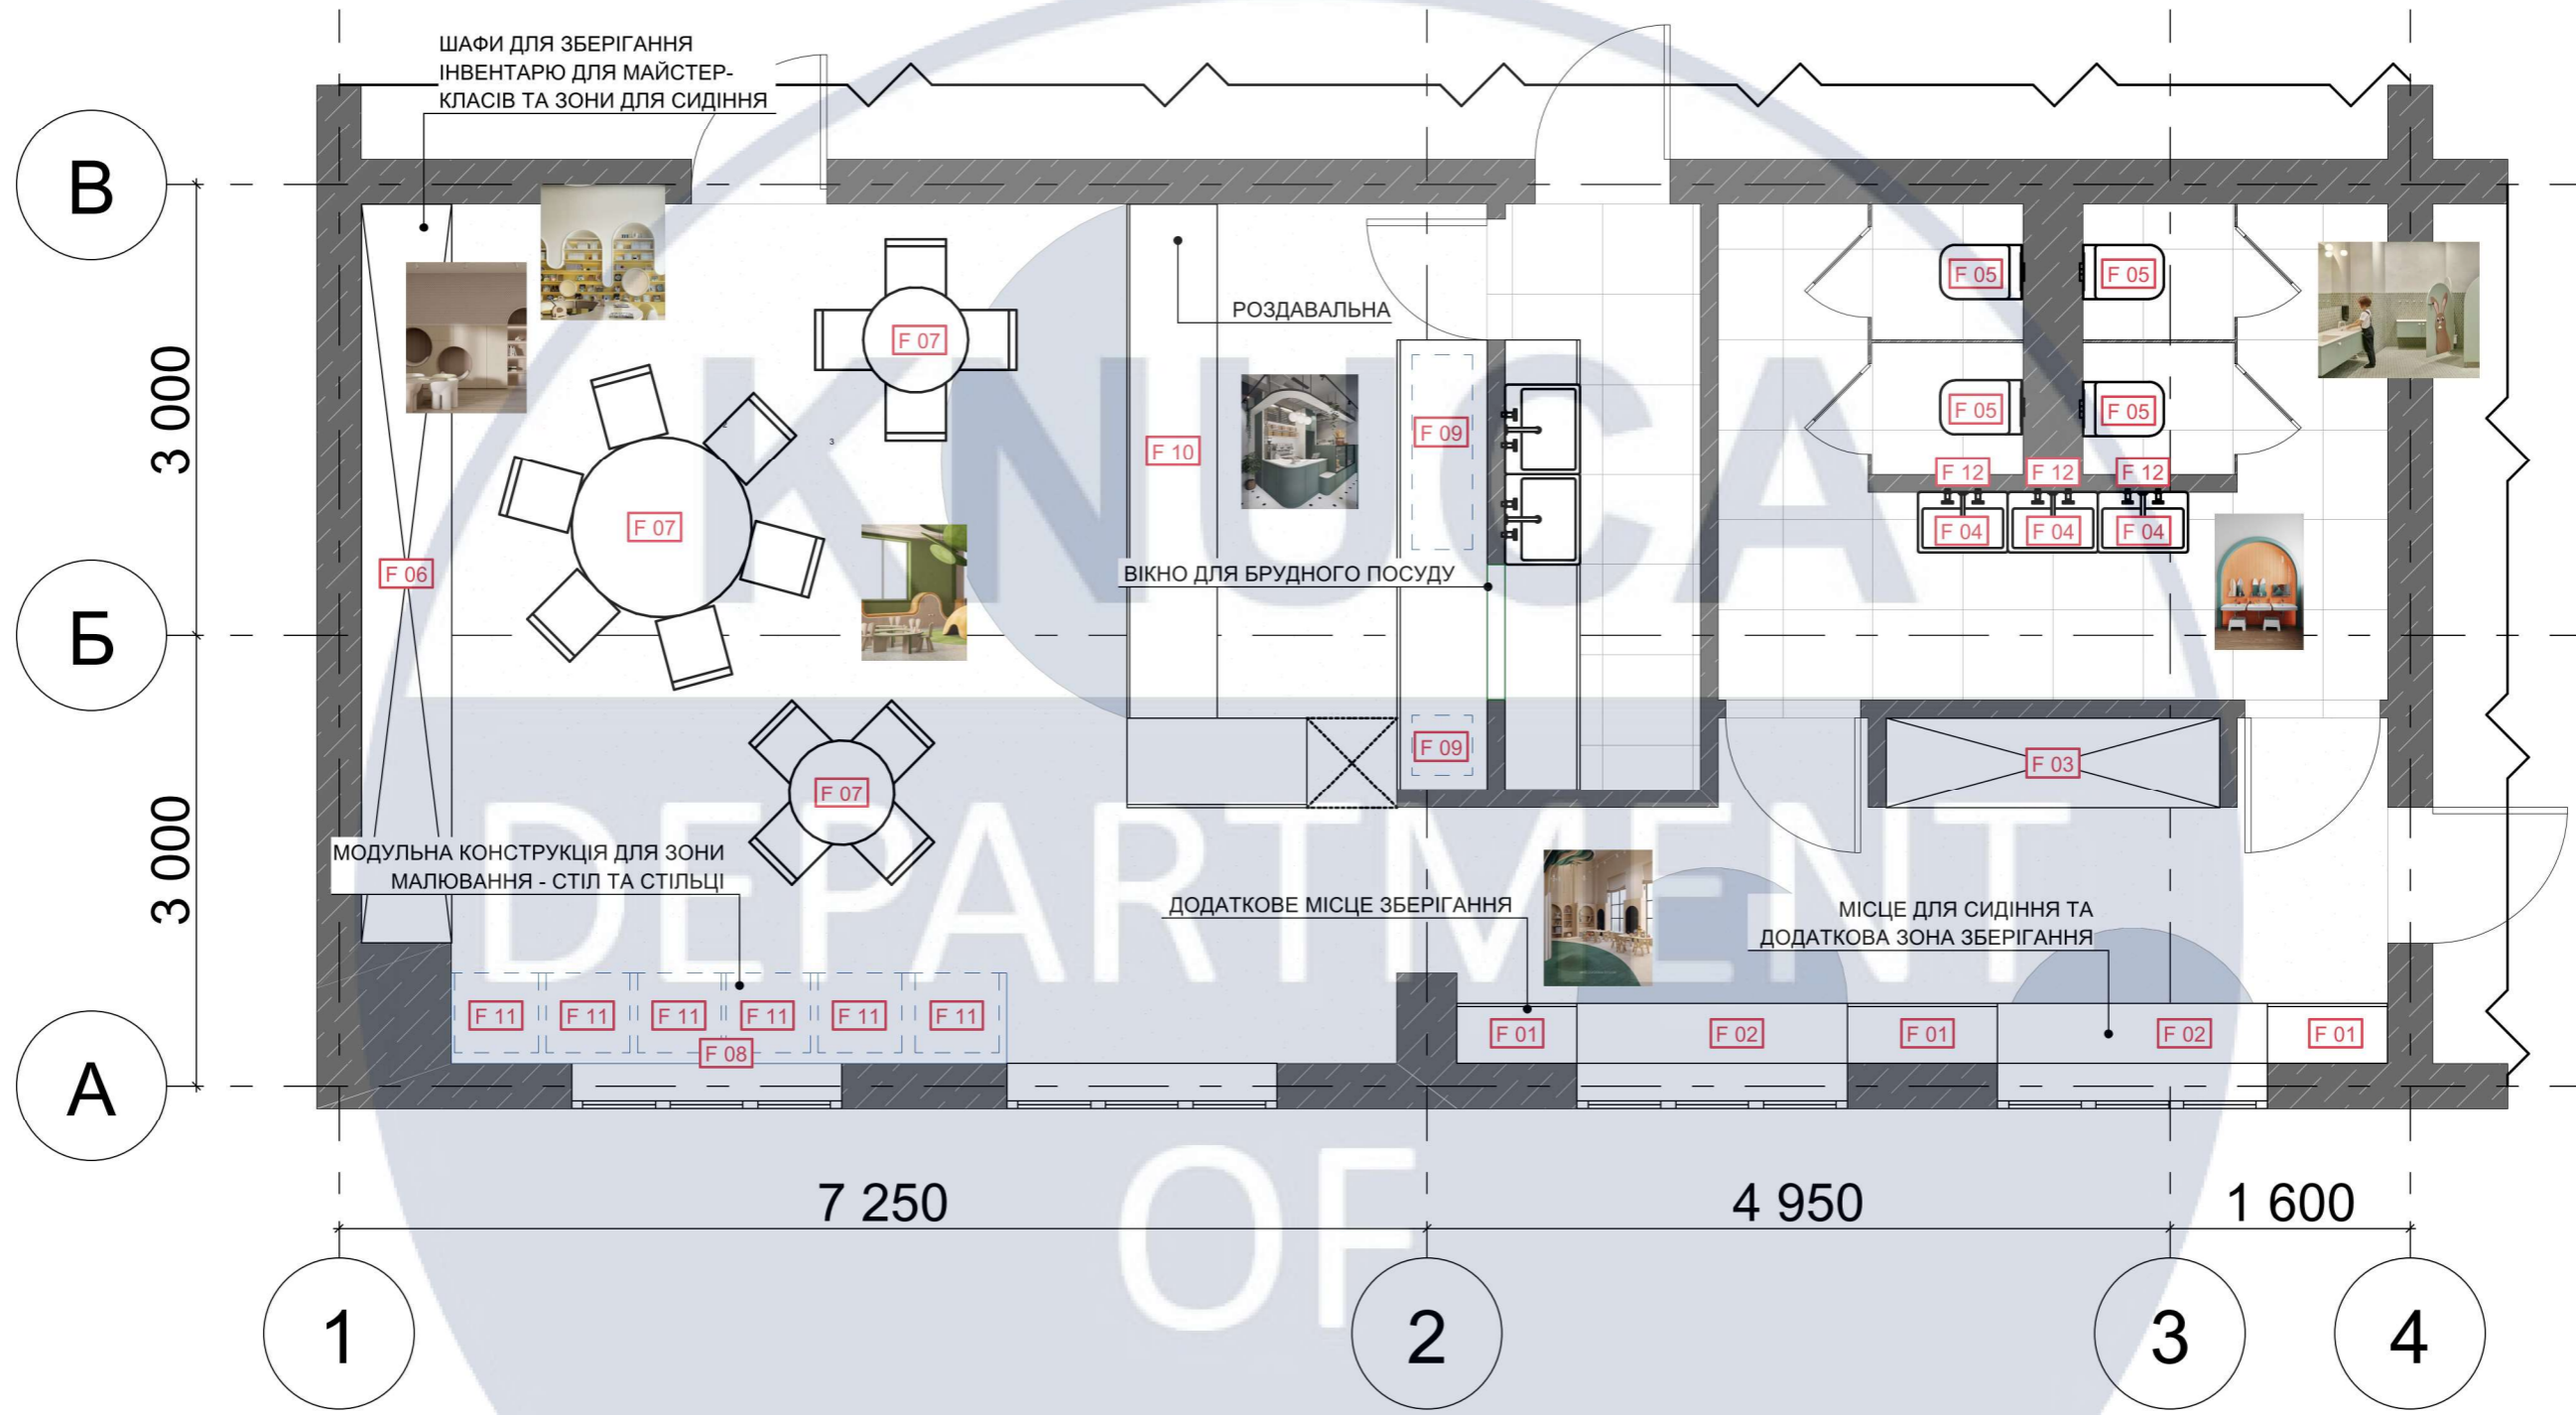 ШАФИ ДЛЯ ЗБЕРІГАННЯ
ІНВЕНТАРЮ ДЛЯ МАЙСТЕР-
КЛАСІВ ТА ЗОНИ ДЛЯ СИДІННЯ
В
Б
А
3 000
3 000
F 07
F 07
F 07
F 06
РОЗДАВАЛЬНА
F 10
F 09
F 09
ВІКНО ДЛЯ БРУДНОГО ПОСУДУ
F 05
F 05
F 05
F 05
F 12
F 12
F 12
F 04
F 04
F 04
F 03
2
3
KNUCA
DEPARTMENT
OF
МОДУЛЬНА КОНСТРУКЦІЯ ДЛЯ ЗОНИ
МАЛЮВАННЯ - СТІЛ ТА СТІЛЬЦІ
ДОДАТКОВЕ МІСЦЕ ЗБЕРІГАННЯ
МІСЦЕ ДЛЯ СИДІННЯ ТА
ДОДАТКОВА ЗОНА ЗБЕРІГАННЯ
F 11
F 11
F 11
F 11
F 11
F 11
F 08
F 01
F 02
F 01
F 02
F 01
7 250
4 950
1 600
1
2
3
4